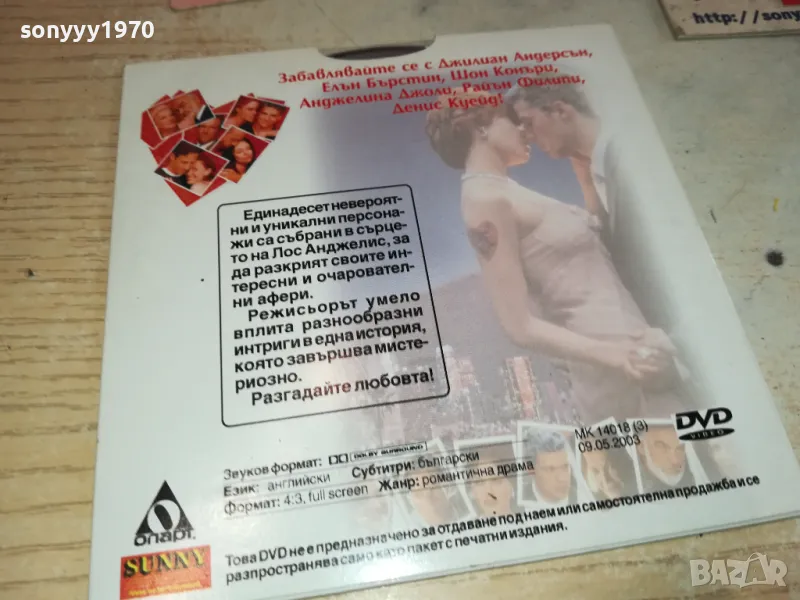 sonyyy1970
http://sony
Забавлявайте се с Джилиан Андерсън,
Елън Бърстин, Шон Конъри,
Анджелина Джоли, Райън Филипи,
Денис Куейд!
Единадесет невероят-
ни и уникални персона-
жи са събрани в сърце-
то на Лос Анджелис, за
да разкрият своите ин-
тересни и очаровател-
ни афери.
Режисьорът умело
вплита разнообразни
интриги в една история,
която завършва мисте-
риозно.
Разгадайте любовта!
Звуков формат: DOLBY SURROUND
Език: английски Субтитри: български
Формат: 4:3, full screen Жанр: романтична драма
МК 14018 (3)
09.05.2003
DVD
VIDEO
опарт
SUNNY
Това DVD не е предназначено за отдаване под наем или самостоятелна продажба и се
разпространява само като пакет с печатни издания.
BAZAR